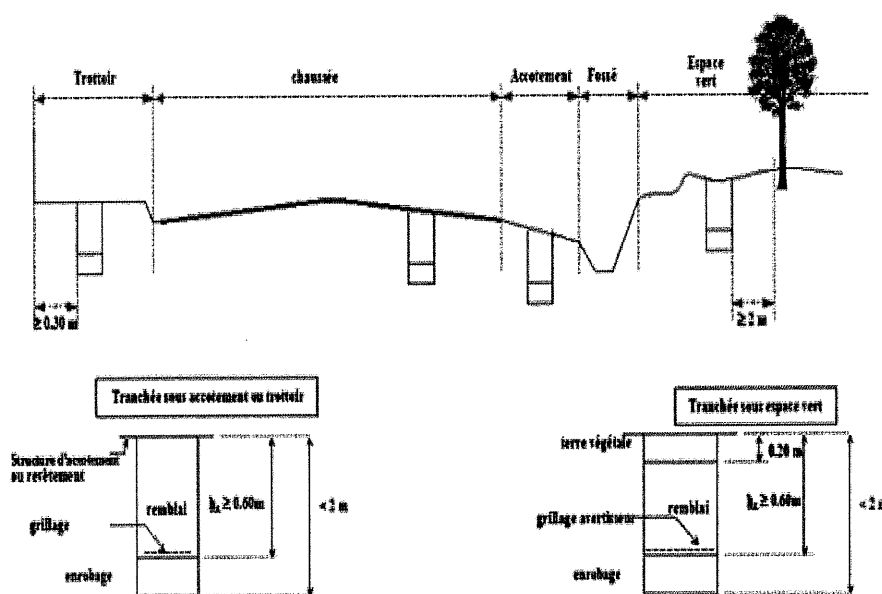 Trottoir
chaussée
Accotement
Fossé
Espace
vert
≥ 0.30 m
≥ 2 m
Tranchée sous accotement ou trottoir
Structure d'accotement
ou revêtement
remblai
grillage
enrobage
≥ 0.60m
< 2 m
Tranchée sous espace vert
terre végétale
0.20 m
remblai
grillage avertisseur
enrobage
≥ 0.60m
< 2 m